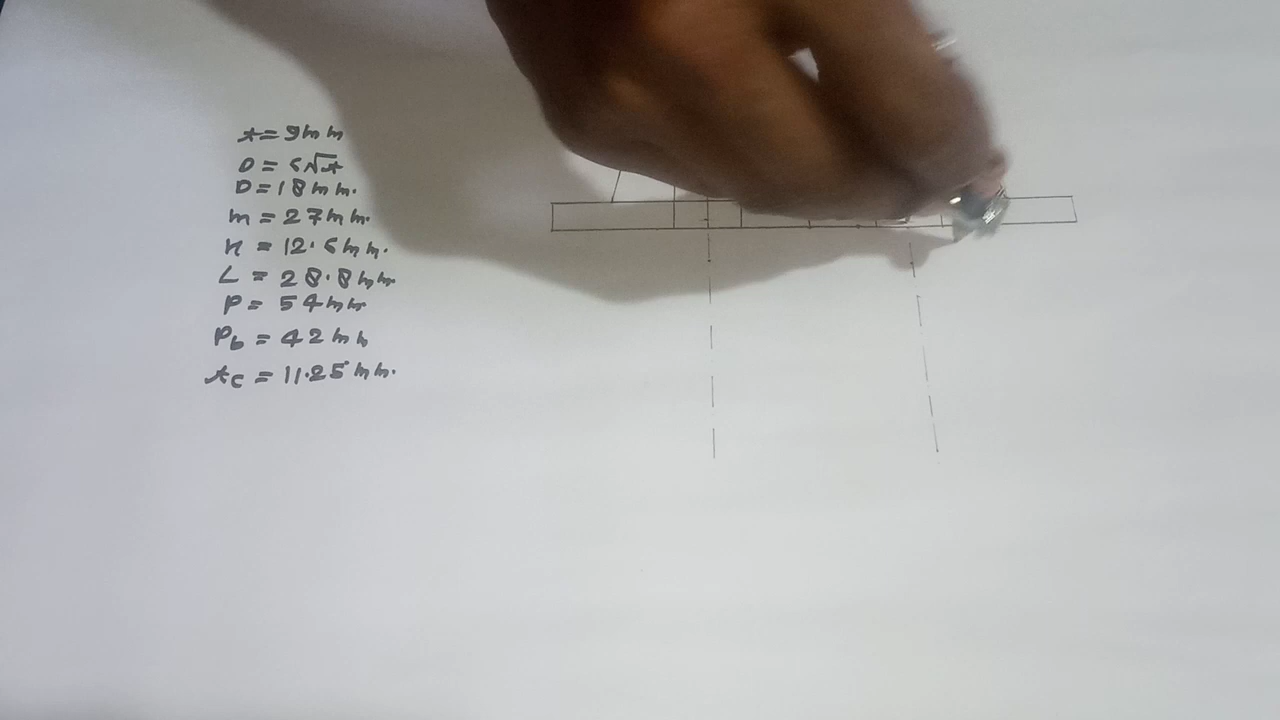 t = 9mm
D = 6√t
D = 18mm.
m = 27mm.
H = 12.6mm.
L = 28.8mm
P = 54mm
Pb = 42mm
tc = 11.25mm.